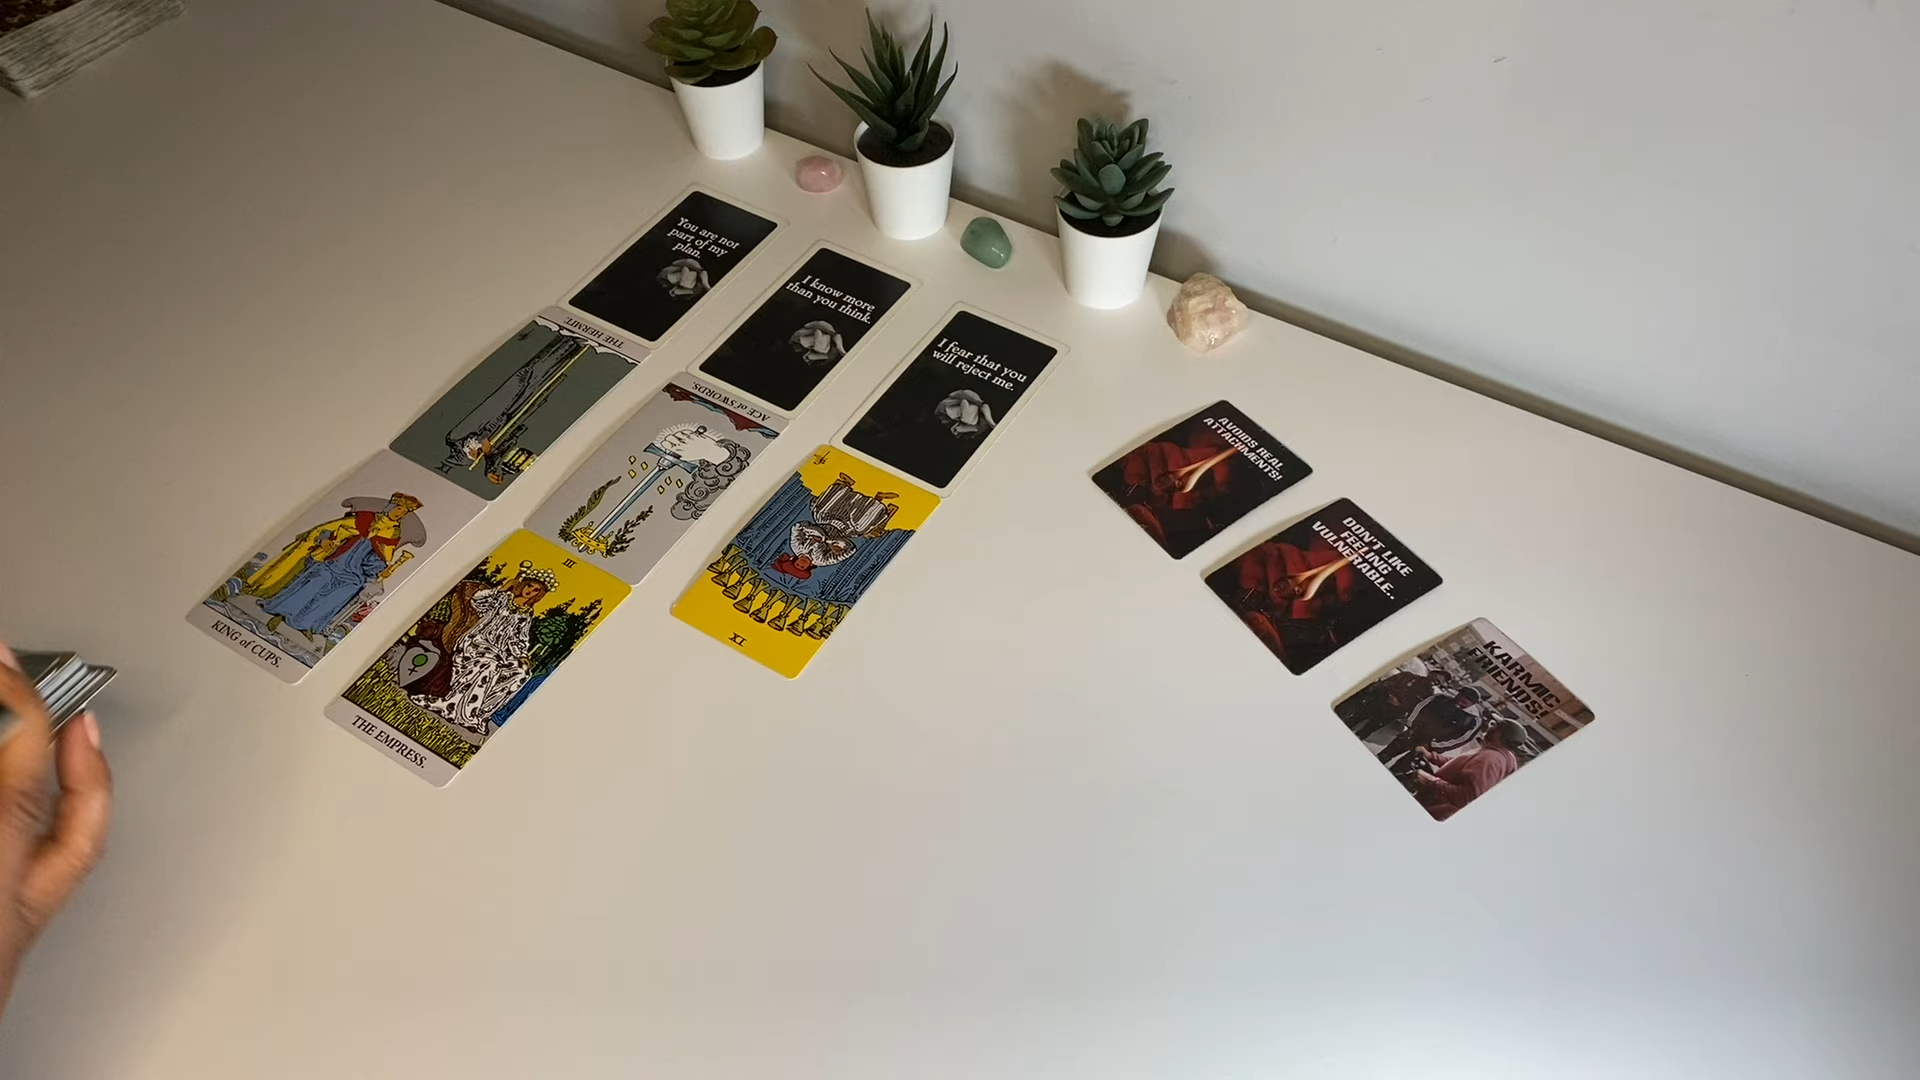 You are not
part of my
plan.
I know more
than you think.
I fear that you
will reject me.
THE HERMIT.
IX
ACE of SWORDS.
IX
KING of CUPS.
III
THE EMPRESS.
AVOIDS REAL
ATTACHMENTS!
DON'T LIKE
FEELING
VULNERABLE..
KARMIC
FRIENDS!